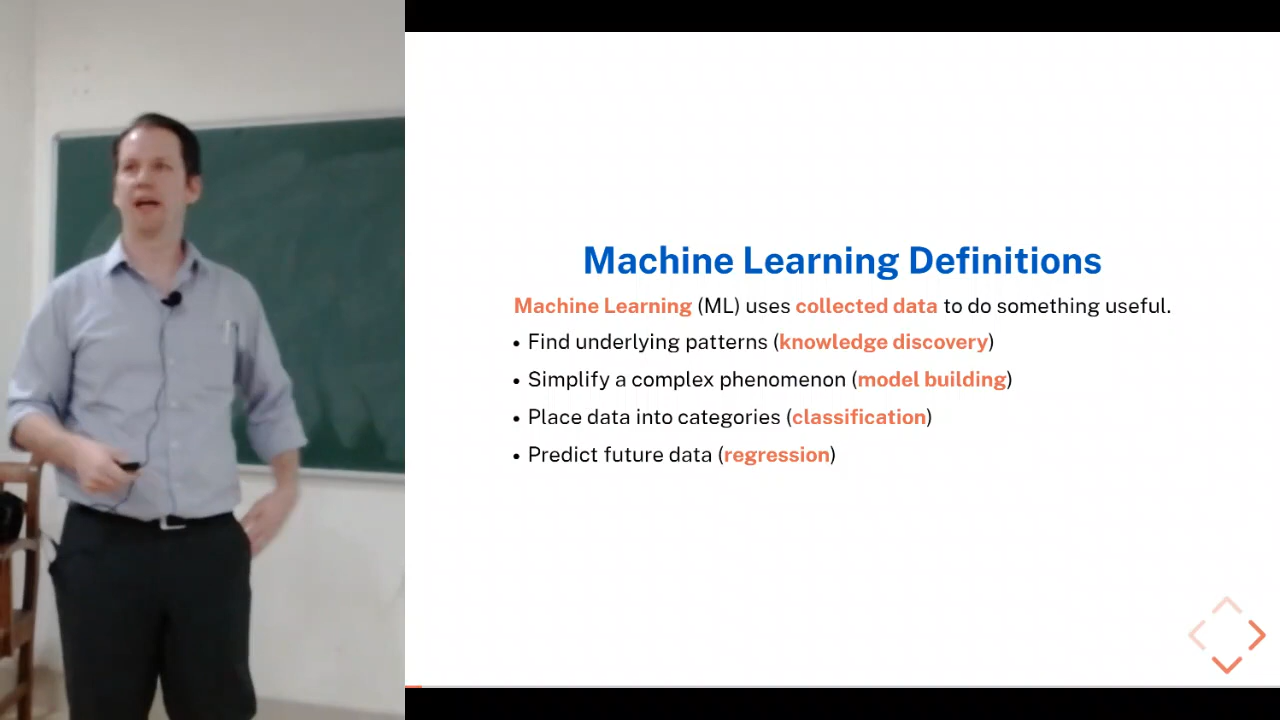 Machine Learning Definitions
Machine Learning (ML) uses collected data to do something useful.
• Find underlying patterns (knowledge discovery)
• Simplify a complex phenomenon (model building)
• Place data into categories (classification)
• Predict future data (regression)